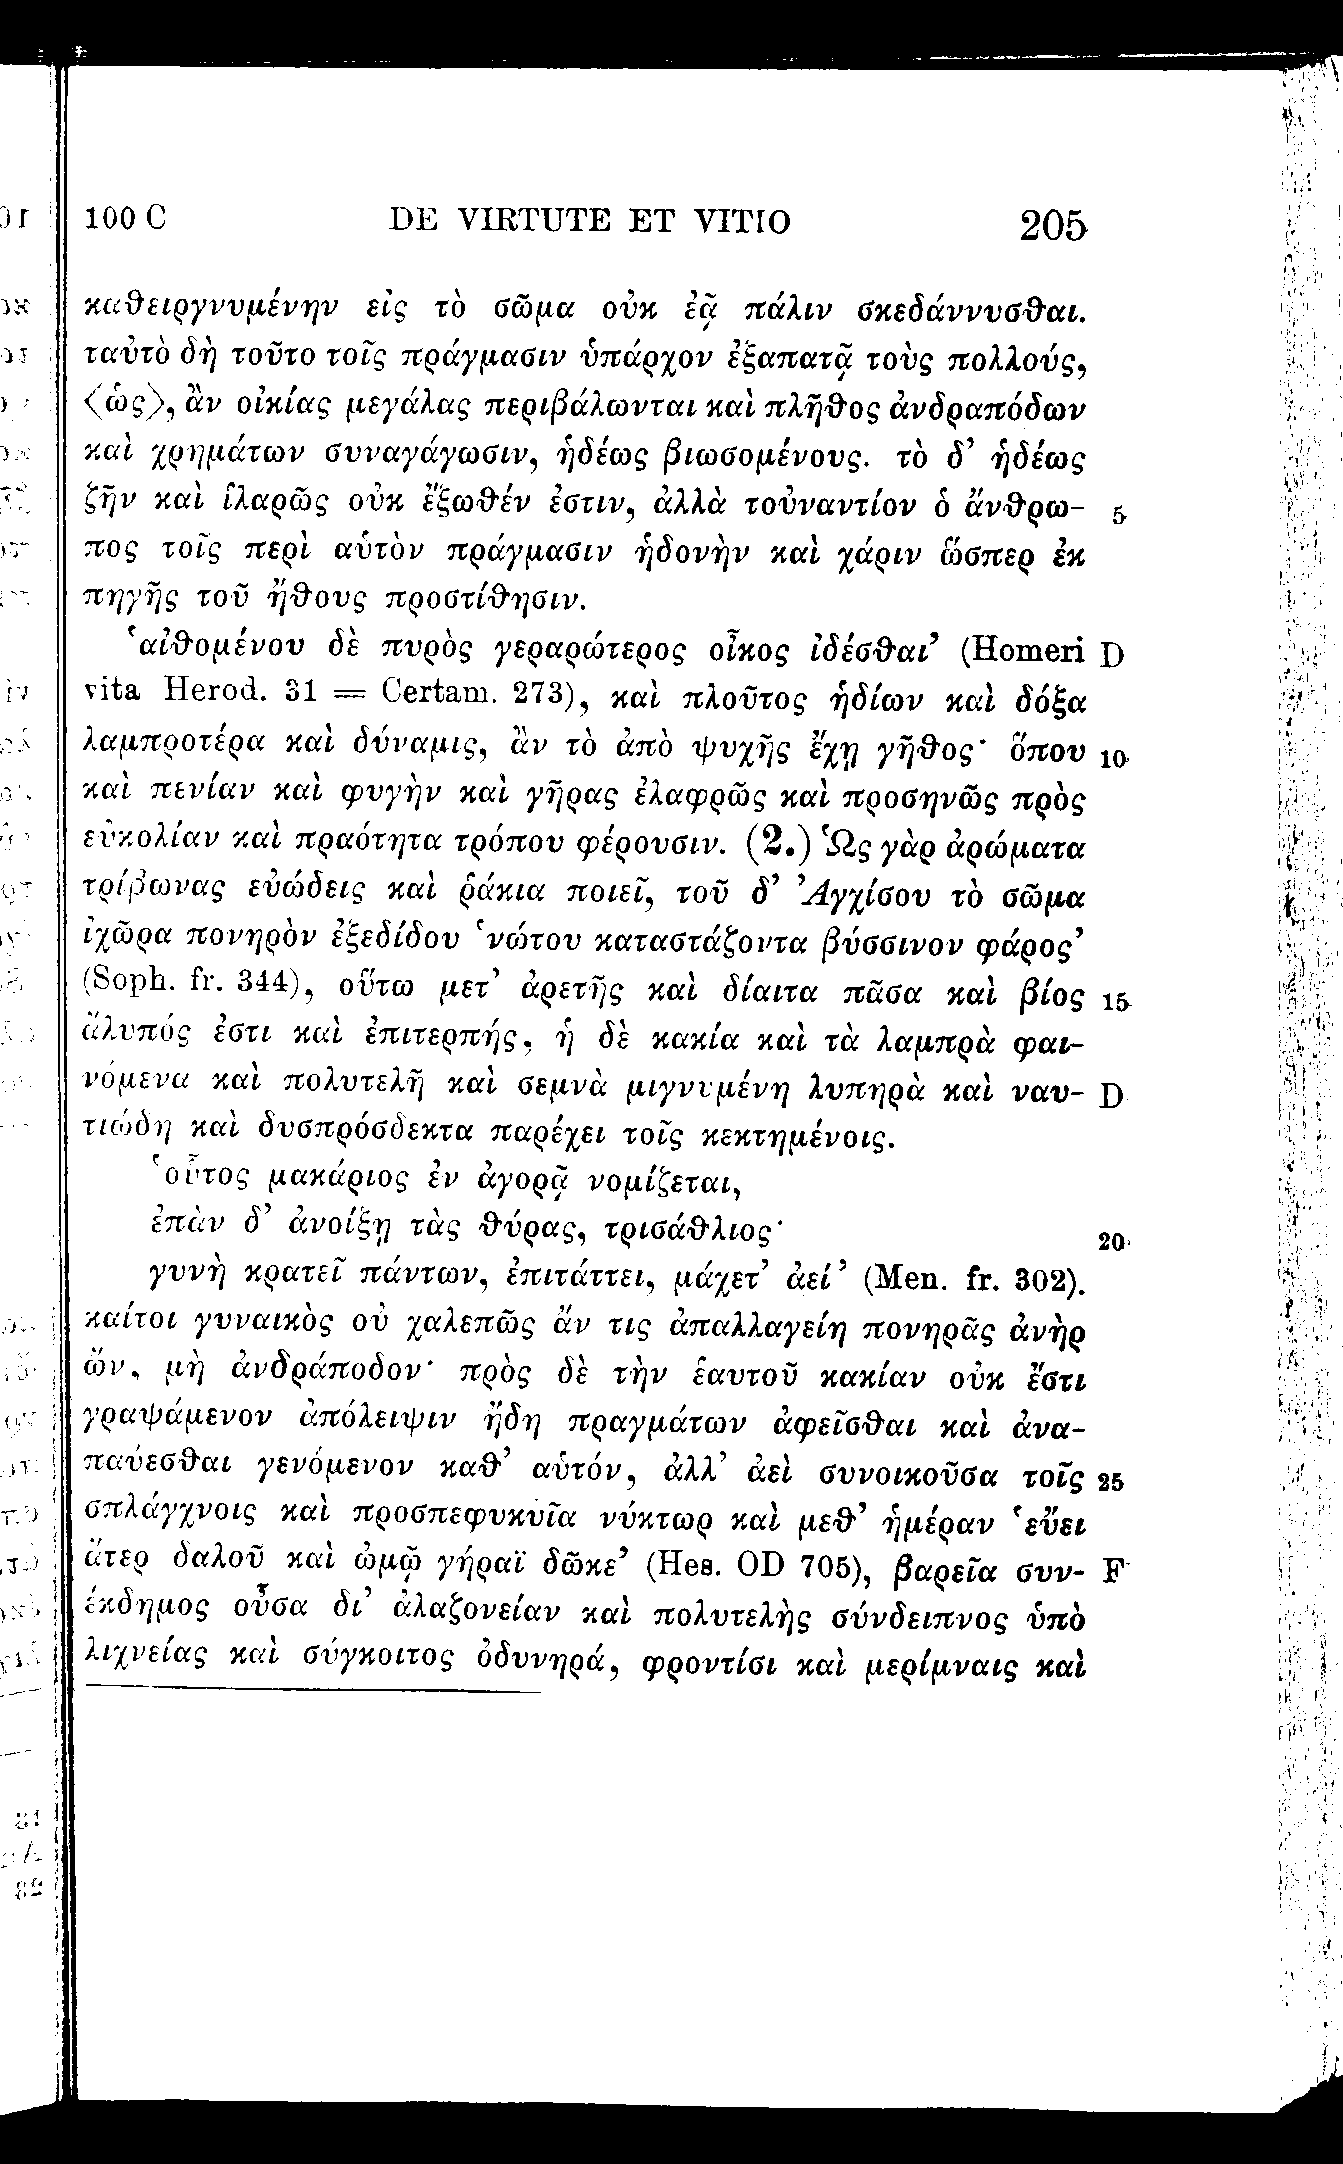 100 C DE VIRTUTE ET VITIO 205
καθειργνυμένην εἰς τὸ σῶμα οὐκ ἐᾷ πάλιν σκεδάννυσθαι.
ταὐτὸ δὴ τοῦτο τοῖς πράγμασιν ὑπάρχον ἐξαπατᾷ τοὺς πολλούς,
〈ὡς〉, ἂν οἰκίας μεγάλας περιβάλωνται καὶ πλῆθος ἀνδραπόδων
καὶ χρημάτων συναγάγωσιν, ἡδέως βιωσομένους. τὸ δ’ ἡδέως
ζῆν καὶ ἱλαρῶς οὐκ ἔξωθέν ἐστιν, ἀλλὰ τοὐναντίον ὁ ἄνθρω- 5
πος τοῖς περὶ αὑτὸν πράγμασιν ἡδονὴν καὶ χάριν ὥσπερ ἐκ
πηγῆς τοῦ ἤθους προστίθησιν.
‘αἰθομένου δὲ πυρὸς γεραρώτερος οἶκος ἰδέσθαι’ (Homeri D
vita Herod. 31 = Certam. 273), καὶ πλοῦτος ἡδίων καὶ δόξα
λαμπροτέρα καὶ δύναμις, ἂν τὸ ἀπὸ ψυχῆς ἔχῃ γῆθος· ὅπου 10
καὶ πενίαν καὶ φυγὴν καὶ γῆρας ἐλαφρῶς καὶ προσηνῶς πρὸς
εὐκολίαν καὶ πραότητα τρόπου φέρουσιν. (2.) Ὡς γὰρ ἀρώματα
τρίβωνας εὐώδεις καὶ ῥάκια ποιεῖ, τοῦ δ’ Ἀγχίσου τὸ σῶμα
ἰχῶρα πονηρὸν ἐξεδίδου ‘νώτου καταστάζοντα βύσσινον φάρος’
(Soph. fr. 344), οὕτω μετ’ ἀρετῆς καὶ δίαιτα πᾶσα καὶ βίος 15
ἄλυπός ἐστι καὶ ἐπιτερπής, ἡ δὲ κακία καὶ τὰ λαμπρὰ φαι-
νόμενα καὶ πολυτελῆ καὶ σεμνὰ μιγνυμένη λυπηρὰ καὶ ναυ- D
τιώδη καὶ δυσπρόσδεκτα παρέχει τοῖς κεκτημένοις.
‘οὗτος μακάριος ἐν ἀγορᾷ νομίζεται,
ἐπὰν δ’ ἀνοίξῃ τὰς θύρας, τρισάθλιος· 20
γυνὴ κρατεῖ πάντων, ἐπιτάττει, μάχετ’ ἀεί’ (Men. fr. 302).
καίτοι γυναικὸς οὐ χαλεπῶς ἄν τις ἀπαλλαγείη πονηρᾶς ἀνὴρ
ὤν, μὴ ἀνδράποδον· πρὸς δὲ τὴν ἑαυτοῦ κακίαν οὐκ ἔστι
γραψάμενον ἀπόλειψιν ἤδη πραγμάτων ἀφεῖσθαι καὶ ἀνα-
παύεσθαι γενόμενον καθ’ αὑτόν, ἀλλ’ ἀεὶ συνοικοῦσα τοῖς 25
σπλάγχνοις καὶ προσπεφυκυῖα νύκτωρ καὶ μεθ’ ἡμέραν ‘εὕει
ἄτερ δαλοῦ καὶ ὠμῷ γήραϊ δῶκε’ (Hes. OD 705), βαρεῖα συν- F
έκδημος οὖσα δι’ ἀλαζονείαν καὶ πολυτελὴς σύνδειπνος ὑπὸ
λιχνείας καὶ σύγκοιτος ὀδυνηρά, φροντίσι καὶ μερίμναις καὶ